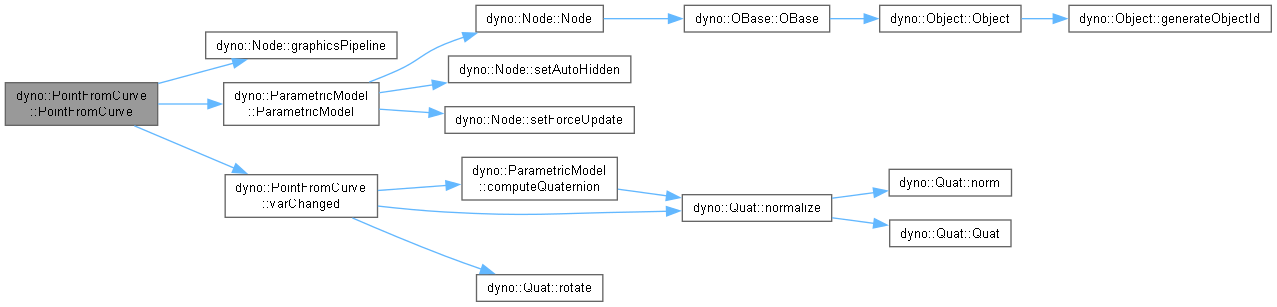 dyno::PointFromCurve
::PointFromCurve
dyno::Node::graphicsPipeline
dyno::ParametricModel
::ParametricModel
dyno::PointFromCurve
::varChanged
dyno::Node::Node
dyno::Node::setAutoHidden
dyno::Node::setForceUpdate
dyno::ParametricModel
::computeQuaternion
dyno::Quat::rotate
dyno::OBase::OBase
dyno::Quat::normalize
dyno::Object::Object
dyno::Quat::norm
dyno::Quat::Quat
dyno::Object::generateObjectId